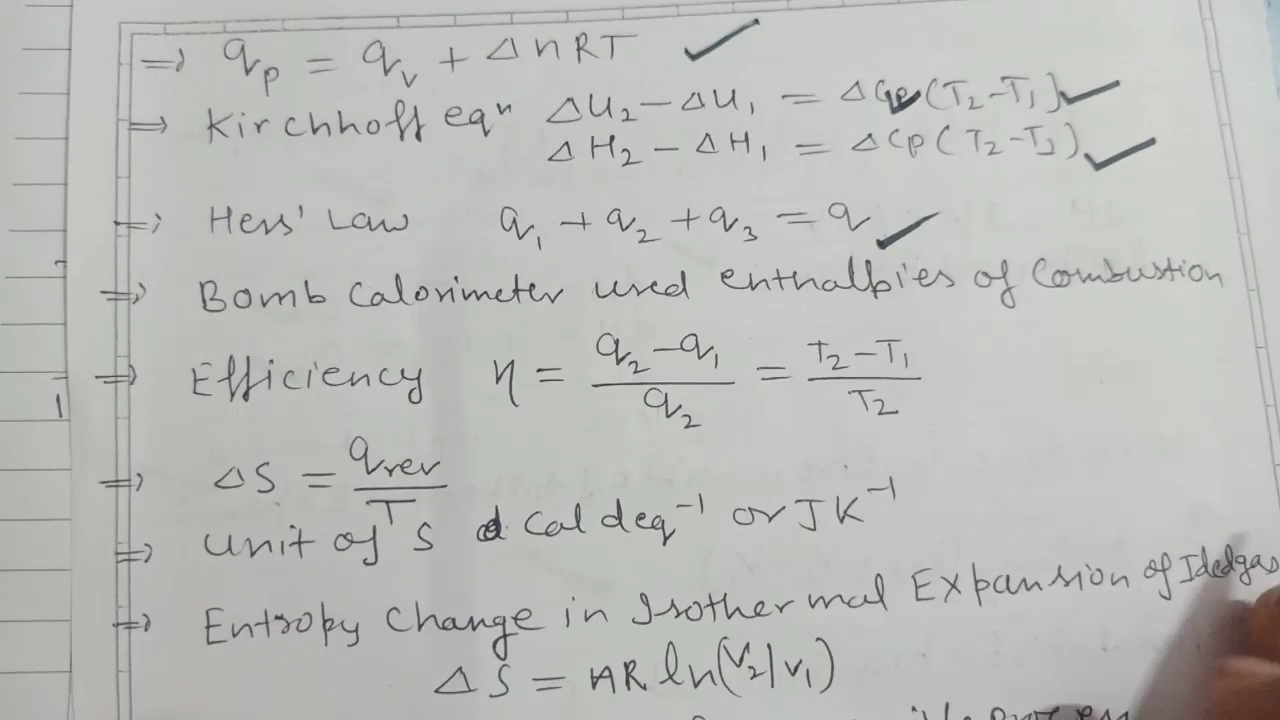 ⇒ qp = qv + ΔnRT ✓
⇒ Kirchhoff eqⁿ ΔU₂ – ΔU₁ = ΔCv (T₂–T₁) ✓
ΔH₂ – ΔH₁ = ΔCp (T₂–T₁) ✓
⇒ Hess' Law q₁ + q₂ + q₃ = q ✓
⇒ Bomb Calorimeter used enthalpies of Combustion
⇒ Efficiency η = (q₂–q₁)/q₂ = (T₂–T₁)/T₂
⇒ ΔS = qrev/T
⇒ Unit of S Cal deg⁻¹ or JK⁻¹
⇒ Entropy Change in Isothermal Expansion of Idealgas
ΔS = nR ln(V₂/V₁)